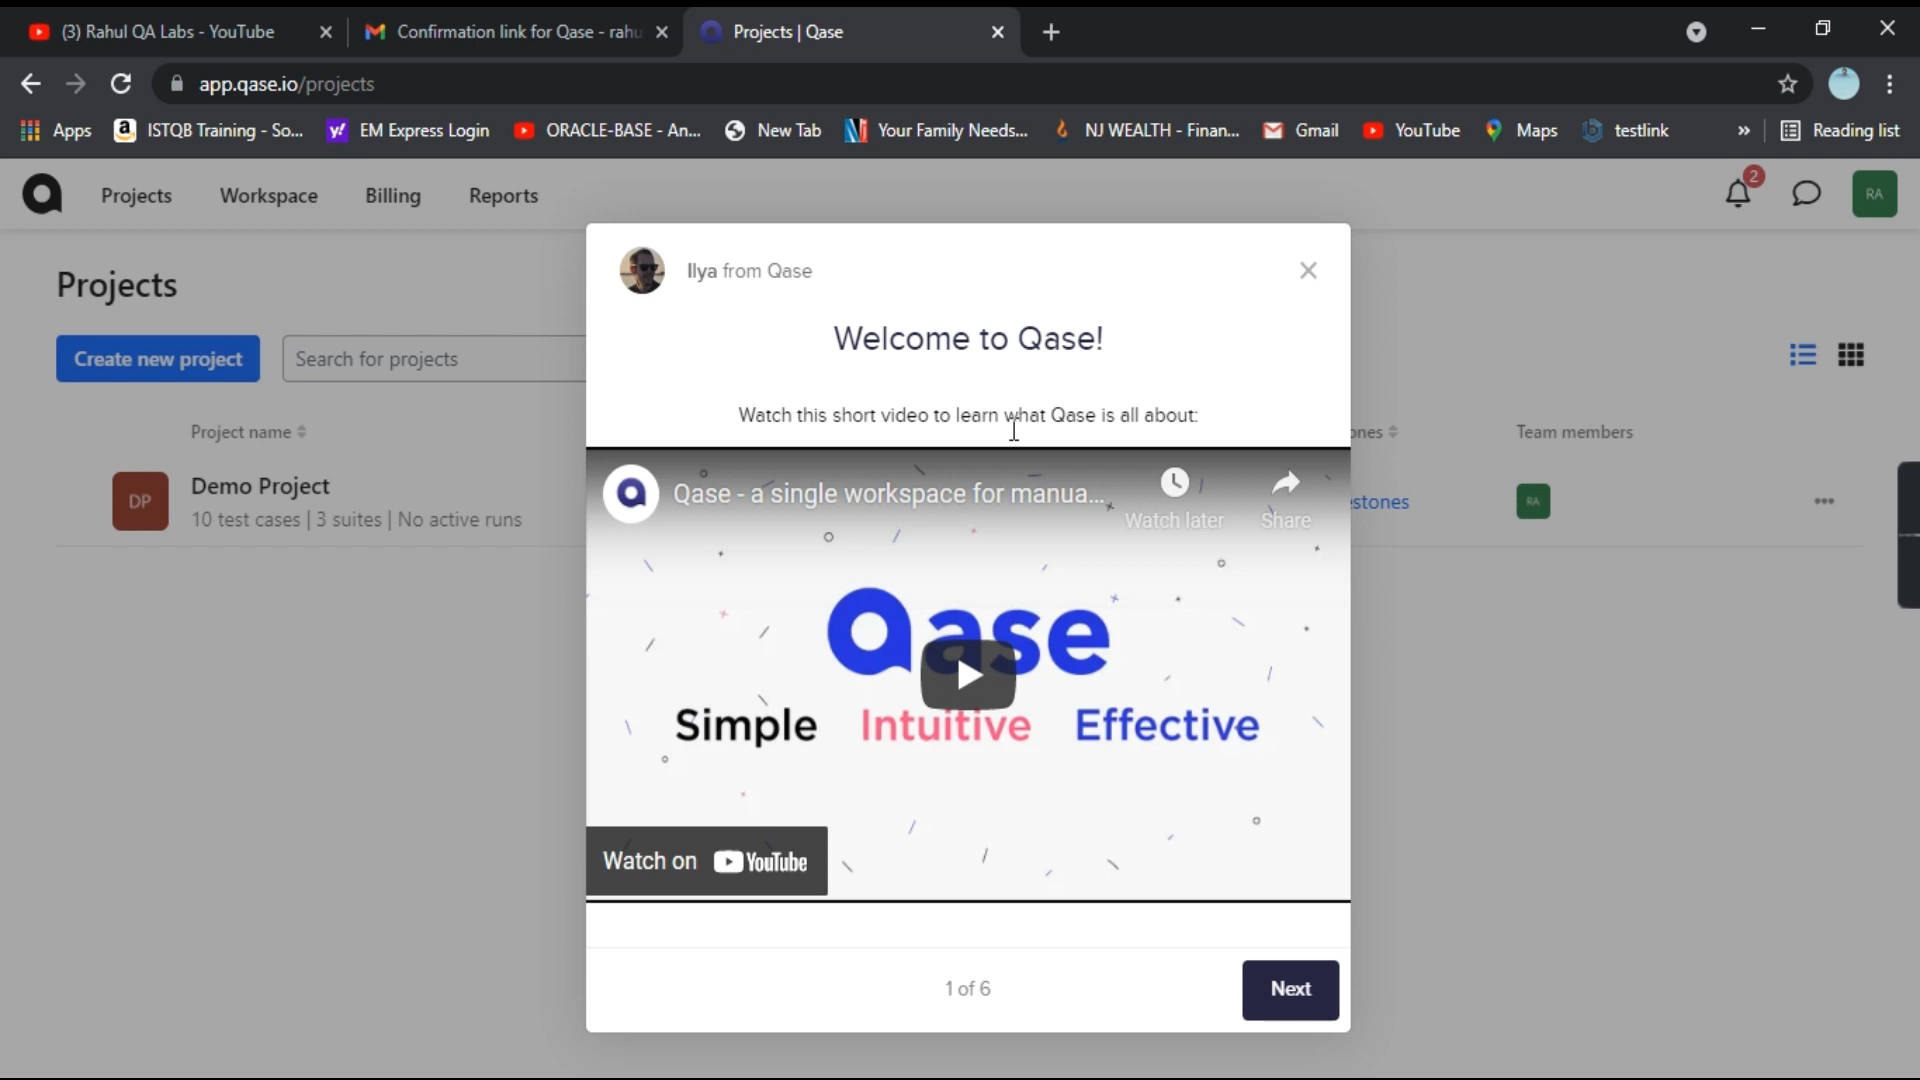 (3) Rahul QA Labs - YouTube
Confirmation link for Qase - rahu
Projects | Qase
app.qase.io/projects
Apps
ISTQB Training - So...
EM Express Login
ORACLE-BASE - An...
New Tab
Your Family Needs...
NJ WEALTH - Finan...
Gmail
YouTube
Maps
testlink
»
Reading list
Projects
Workspace
Billing
Reports
2
RA
Projects
Create new project
Search for projects
Project name
ones
Team members
DP
Demo Project
10 test cases | 3 suites | No active runs
estones
RA
Ilya from Qase
Welcome to Qase!
Watch this short video to learn what Qase is all about:
Qase - a single workspace for manua...
Watch later
Share
Qase
Simple Intuitive Effective
Watch on YouTube
1 of 6
Next